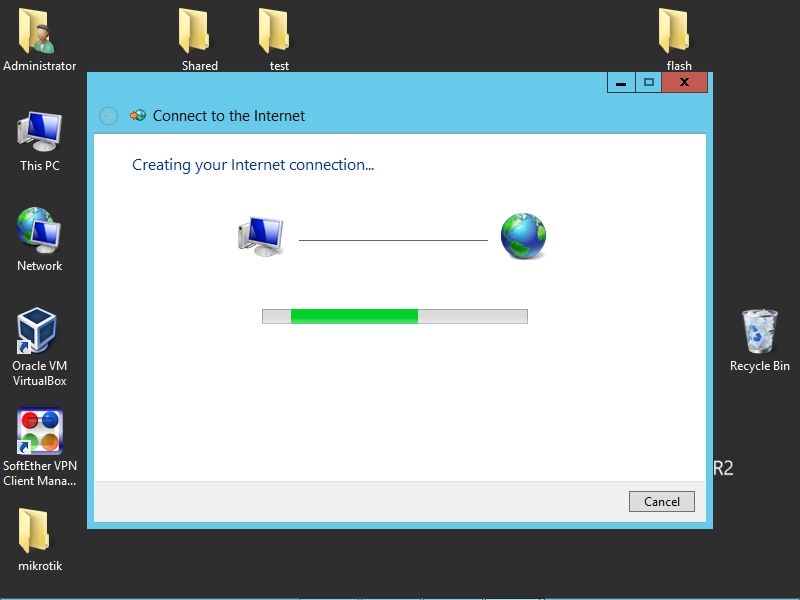 Administrator
Shared
test
flash
Connect to the Internet
This PC
Creating your Internet connection...
Network
Oracle VM
VirtualBox
Recycle Bin
SoftEther VPN
Client Mana...
R2
Cancel
mikrotik